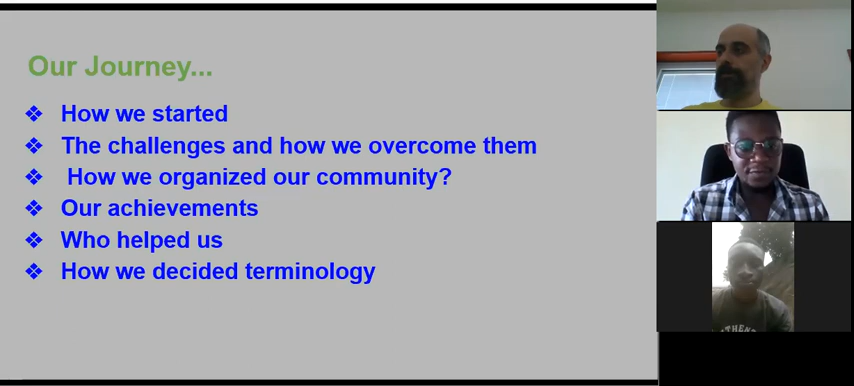 Our Journey...
❖ How we started
❖ The challenges and how we overcome them
❖ How we organized our community?
❖ Our achievements
❖ Who helped us
❖ How we decided terminology